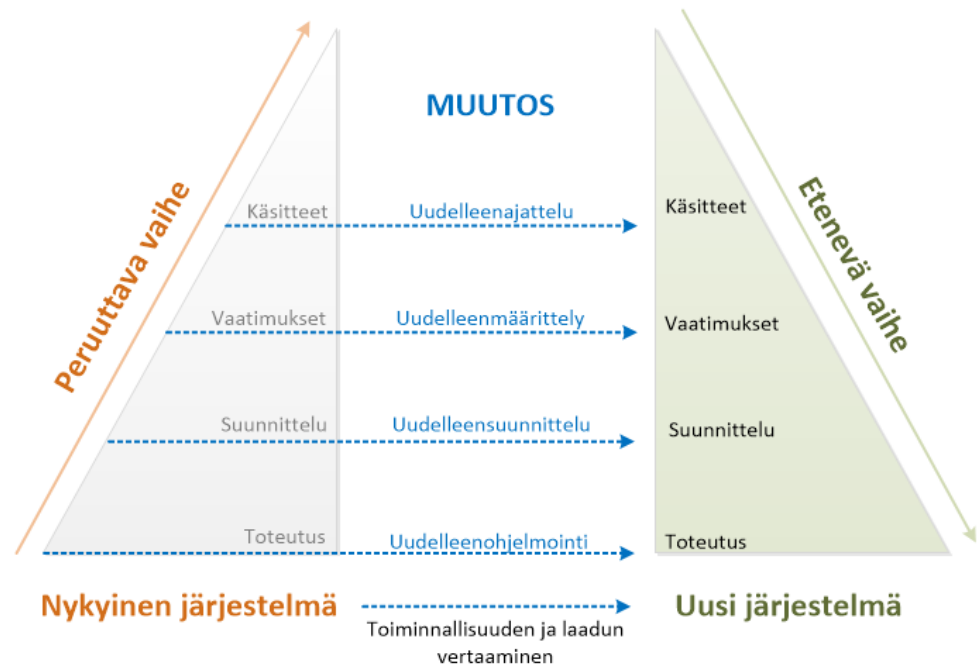 MUUTOS
Peruuttava vaihe
Etenevä vaihe
Käsitteet Uudelleenajattelu Käsitteet
Vaatimukset Uudelleenmäärittely Vaatimukset
Suunnittelu Uudelleensuunnittelu Suunnittelu
Toteutus Uudelleenohjelmointi Toteutus
Nykyinen järjestelmä Uusi järjestelmä
Toiminnallisuuden ja laadun
vertaaminen